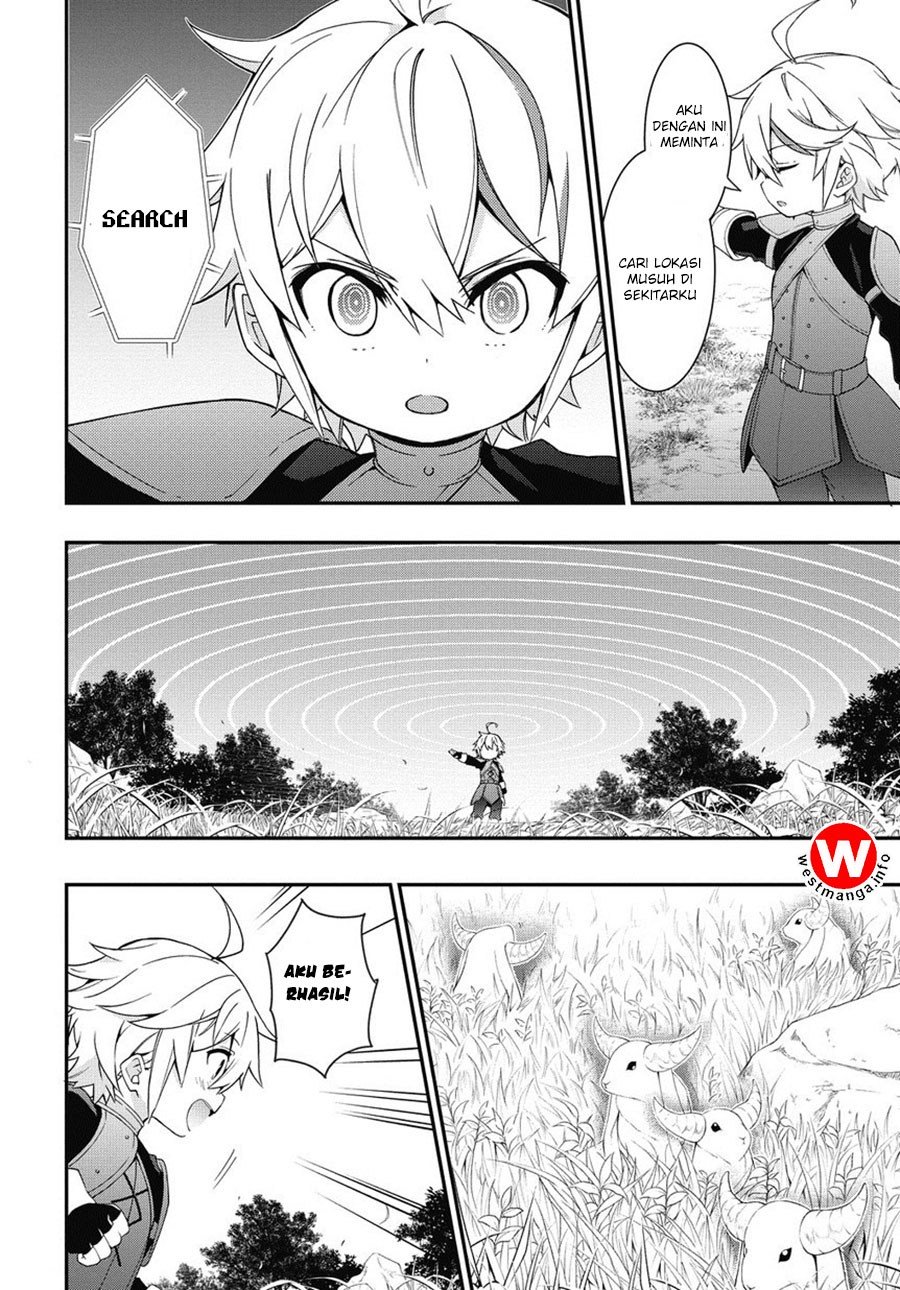 AKU
DENGAN INI
MEMINTA
CARI LOKASI
MUSUH DI
SEKITARKU
SEARCH
W
westmanga.info
AKU BE-
RHASIL!